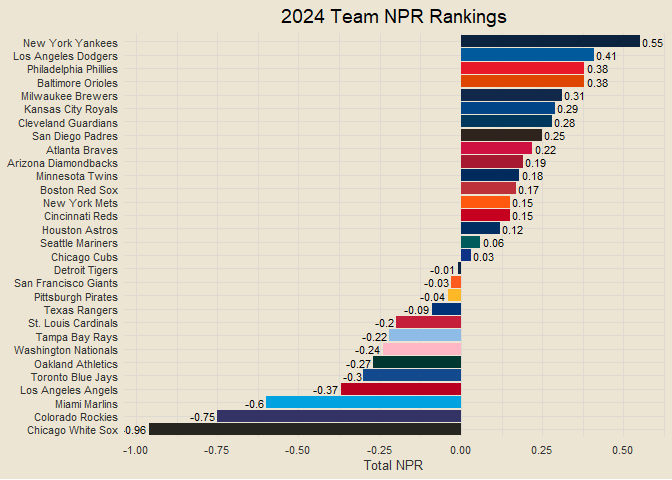 2024 Team NPR Rankings
New York Yankees 0.55
Los Angeles Dodgers 0.41
Philadelphia Phillies 0.38
Baltimore Orioles 0.38
Milwaukee Brewers 0.31
Kansas City Royals 0.29
Cleveland Guardians 0.28
San Diego Padres 0.25
Atlanta Braves 0.22
Arizona Diamondbacks 0.19
Minnesota Twins 0.18
Boston Red Sox 0.17
New York Mets 0.15
Cincinnati Reds 0.15
Houston Astros 0.12
Seattle Mariners 0.06
Chicago Cubs 0.03
Detroit Tigers -0.01
San Francisco Giants -0.03
Pittsburgh Pirates -0.04
Texas Rangers -0.09
St. Louis Cardinals -0.2
Tampa Bay Rays -0.22
Washington Nationals -0.24
Oakland Athletics -0.27
Toronto Blue Jays -0.3
Los Angeles Angels -0.37
Miami Marlins -0.6
Colorado Rockies -0.75
Chicago White Sox -0.96
-1.00 -0.75 -0.50 -0.25 0.00 0.25 0.50
Total NPR